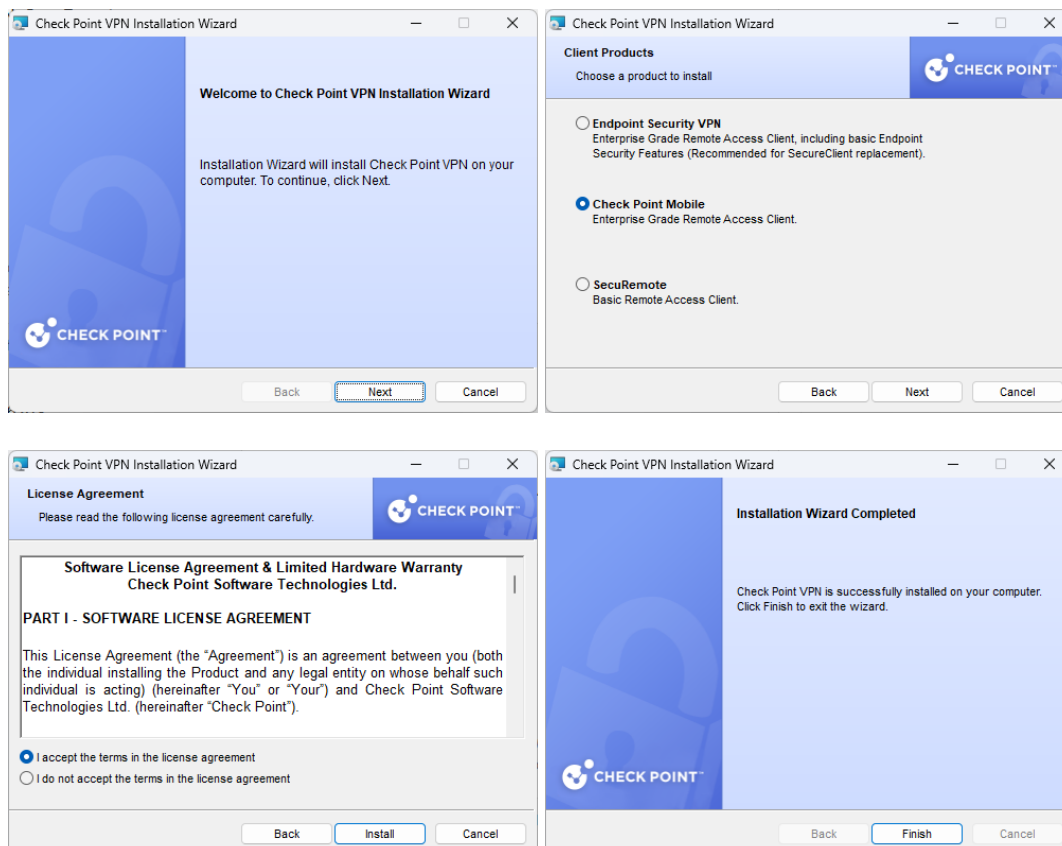 Check Point VPN Installation Wizard
Welcome to Check Point VPN Installation Wizard
Installation Wizard will install Check Point VPN on your
computer. To continue, click Next.
CHECK POINT™
Back Next Cancel
Check Point VPN Installation Wizard
Client Products
Choose a product to install
CHECK POINT™
Endpoint Security VPN
Enterprise Grade Remote Access Client, including basic Endpoint
Security Features (Recommended for SecureClient replacement).
Check Point Mobile
Enterprise Grade Remote Access Client.
SecuRemote
Basic Remote Access Client.
Back Next Cancel
Check Point VPN Installation Wizard
License Agreement
Please read the following license agreement carefully.
CHECK POINT™
Software License Agreement & Limited Hardware Warranty
Check Point Software Technologies Ltd.
PART I - SOFTWARE LICENSE AGREEMENT
This License Agreement (the “Agreement”) is an agreement between you (both
the individual installing the Product and any legal entity on whose behalf such
individual is acting) (hereinafter “You” or “Your”) and Check Point Software
Technologies Ltd. (hereinafter “Check Point”).
I accept the terms in the license agreement
I do not accept the terms in the license agreement
Back Install Cancel
Check Point VPN Installation Wizard
Installation Wizard Completed
Check Point VPN is successfully installed on your computer.
Click Finish to exit the wizard.
CHECK POINT™
Back Finish Cancel